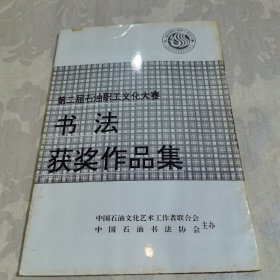 第二届石油职工文化大赛
书法
获奖作品集
中国石油文化艺术工作者联合会
中国石油书法协会 主办